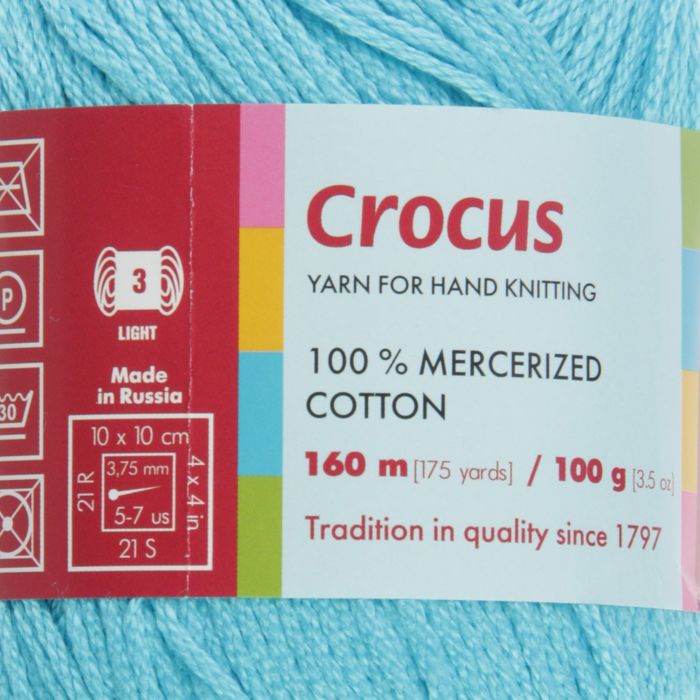 P
30
3
LIGHT
Made
in Russia
10 x 10 cm
21 R
3,75 mm
5-7 us
4 x 4 in
21 S
Crocus
YARN FOR HAND KNITTING
100 % MERCERIZED
COTTON
160 m [175 yards] / 100 g [3.5 oz]
Tradition in quality since 1797